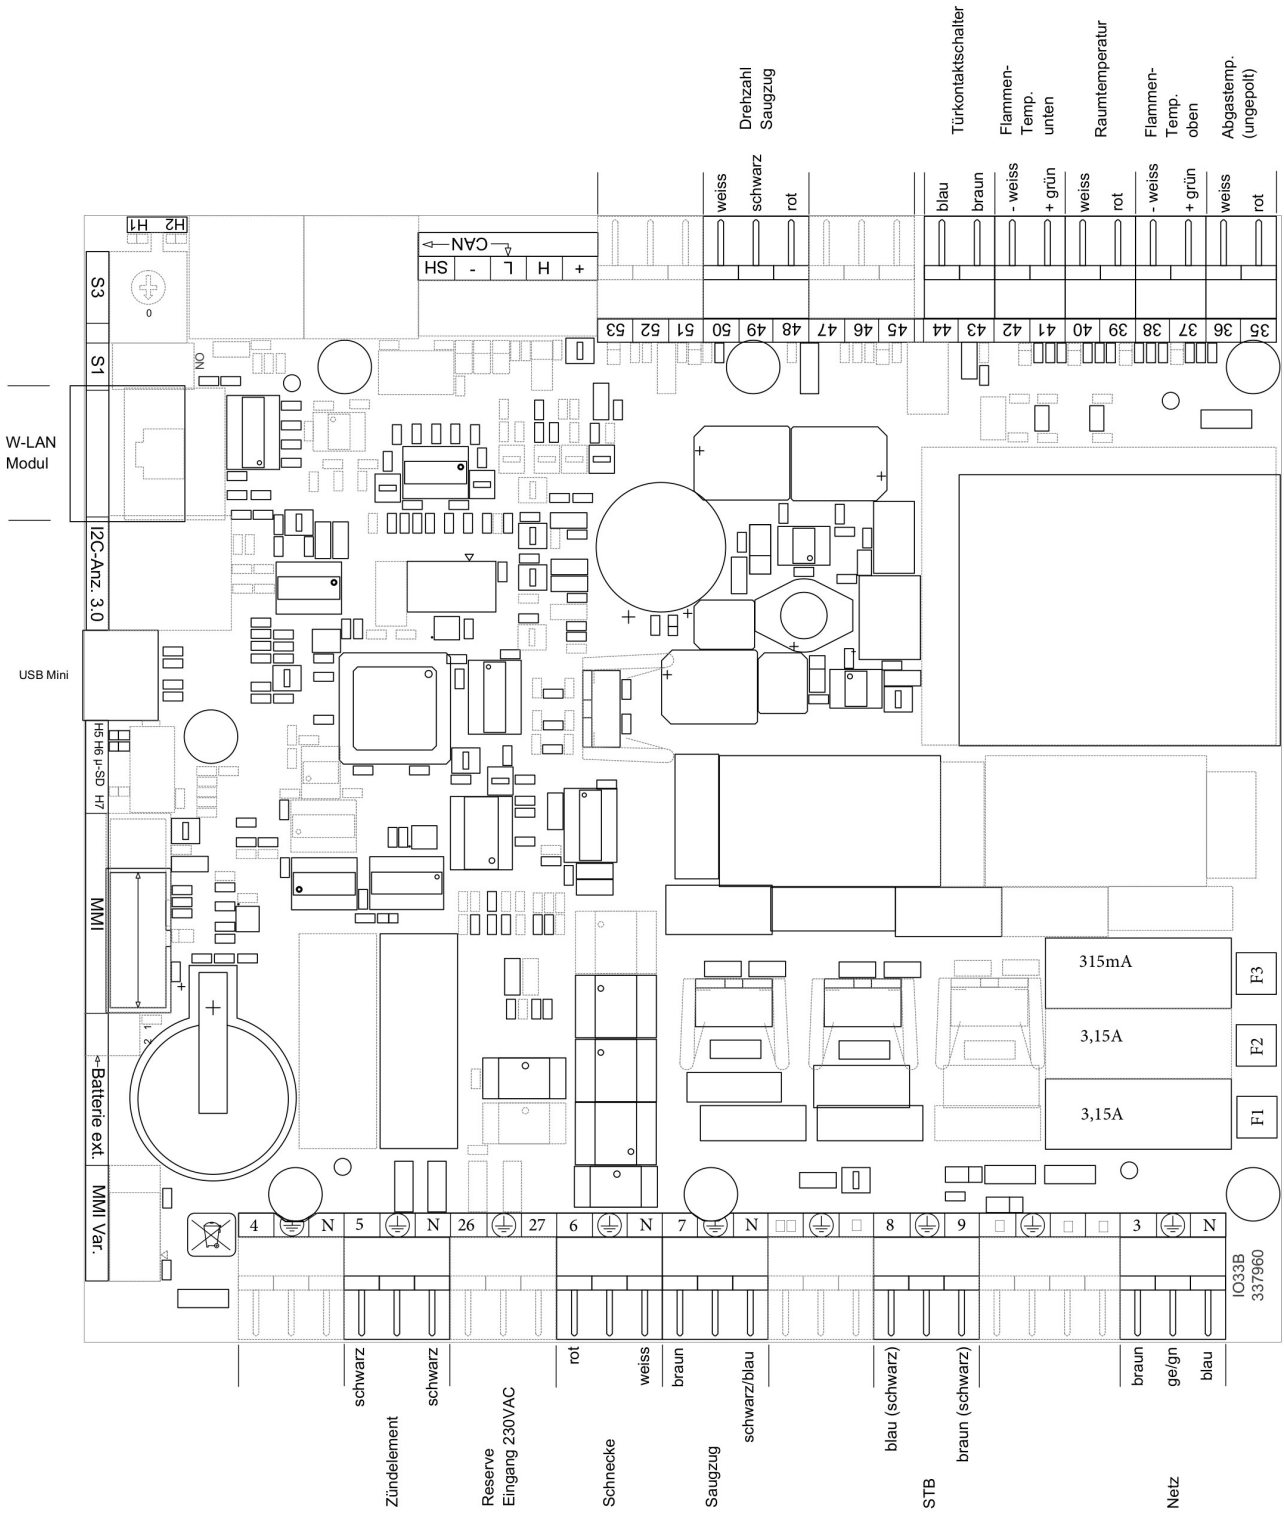 Drehzahl
Saugzug
Türkontaktschalter
Flammen-
Temp.
unten
Raumtemperatur
Flammen-
Temp.
oben
Abgastemp.
(ungepolt)
weiss
schwarz
rot
blau
braun
- weiss
+ grün
weiss
rot
- weiss
+ grün
weiss
rot
H1 H2
S3
0
CAN
SH - L H +
53 52 51 50 49 48 47 46 45 44 43 42 41 40 39 38 37 36 35
S1
ON
W-LAN
Modul
I2C-Anz. 3.0
USB Mini
H5 H6 µ-SD H7
MMI
2 1
Batterie ext.
MMI Var.
+
+
+
+
+
+
+
+
315mA
F3
3,15A
F2
3,15A
F1
4 N 5 N 26 27 6 N 7 N 8 9 3 N
IO33B
337960
schwarz
schwarz
rot
weiss
braun
schwarz/blau
blau (schwarz)
braun (schwarz)
braun
ge/gn
blau
Zündelement
Reserve
Eingang 230VAC
Schnecke
Saugzug
STB
Netz